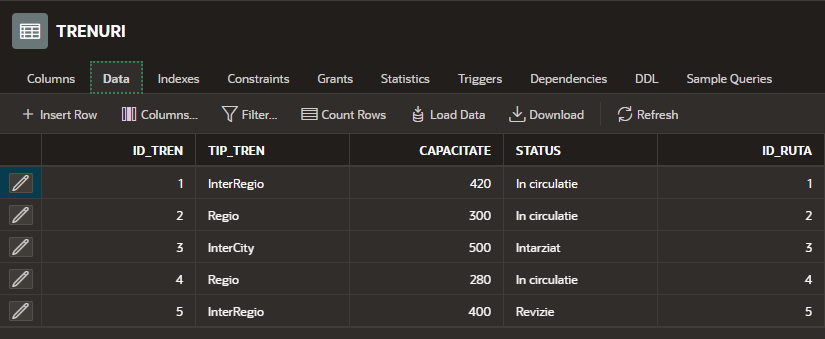 TRENURI
Columns Data Indexes Constraints Grants Statistics Triggers Dependencies DDL Sample Queries
+ Insert Row Columns... Filter... Count Rows Load Data Download Refresh
ID_TREN TIP_TREN CAPACITATE STATUS ID_RUTA
1 InterRegio 420 In circulatie 1
2 Regio 300 In circulatie 2
3 InterCity 500 Intarziat 3
4 Regio 280 In circulatie 4
5 InterRegio 400 Revizie 5